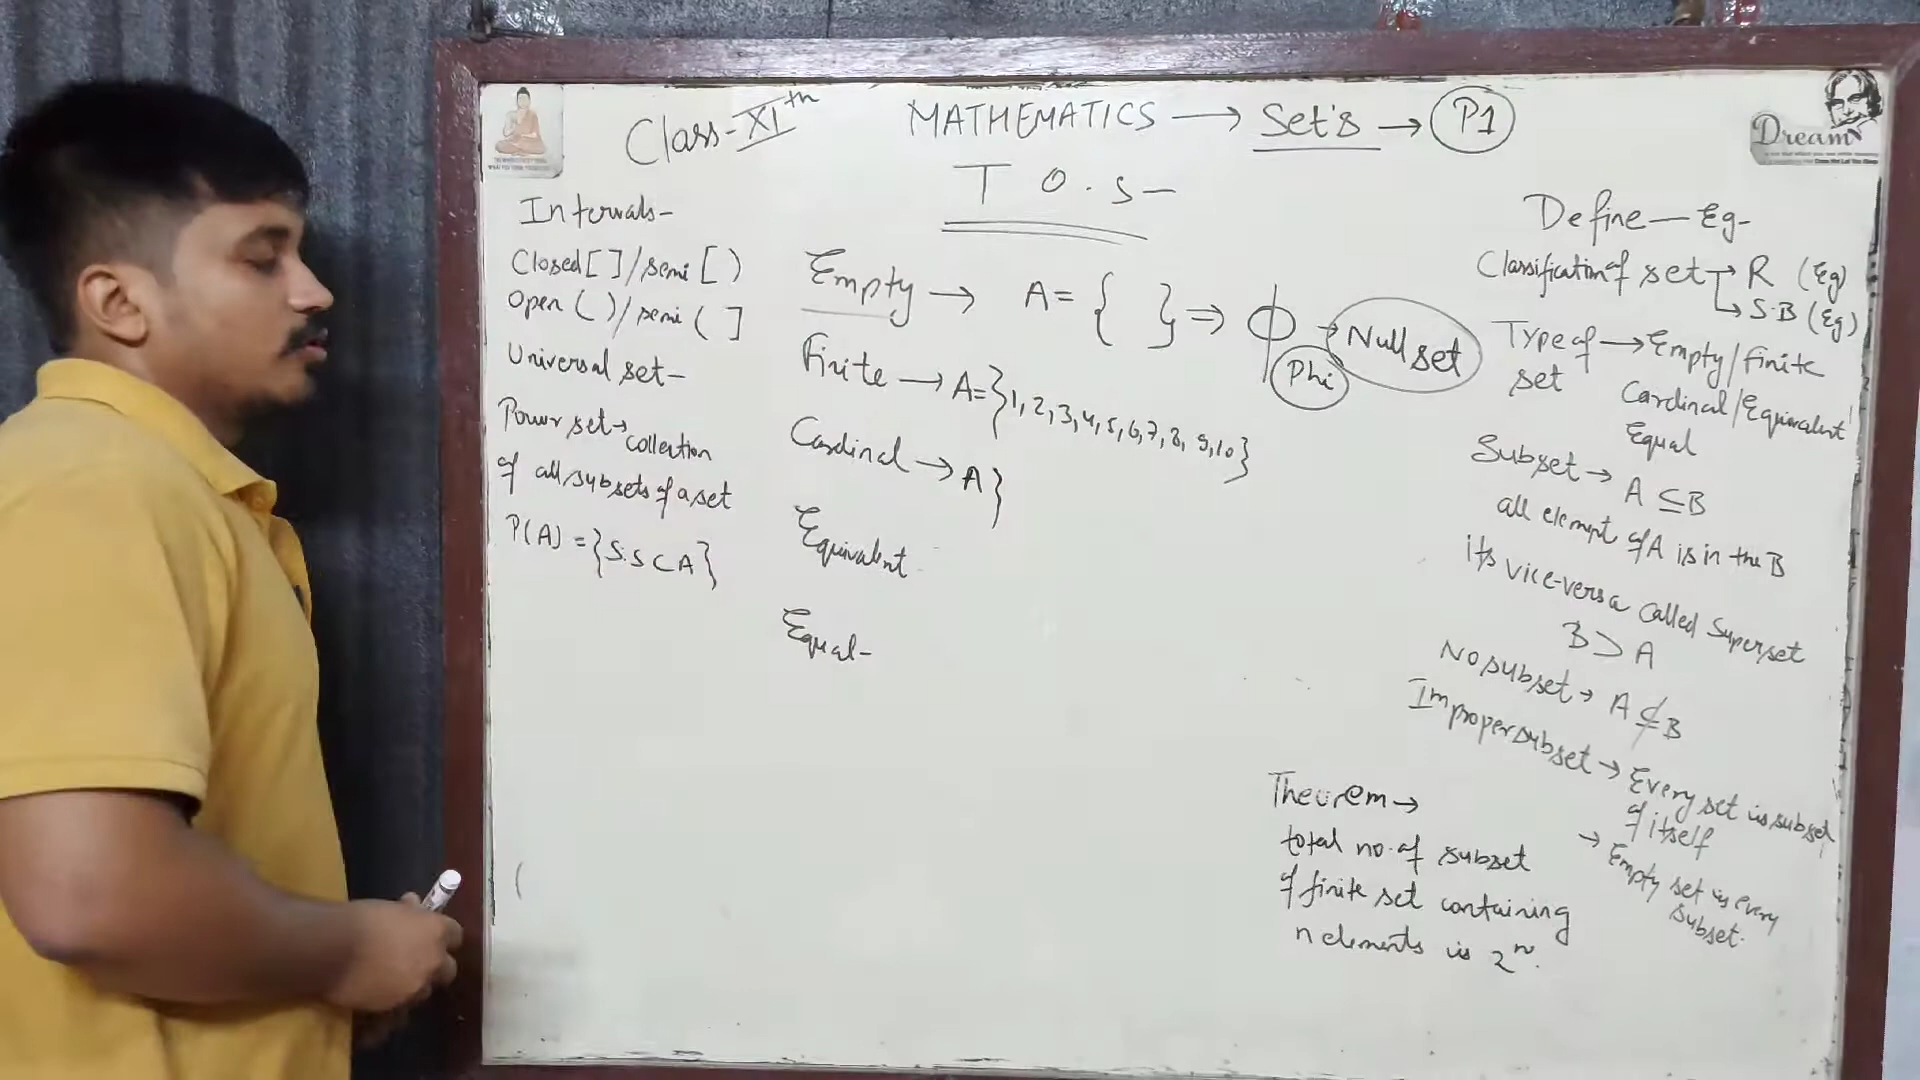 Class-XIth MATHEMATICS → Set's → P1
T O.S-
Intervals-
Closed [ ] / semi [ )
Open ( ) / semi ( ]
Universal set-
Power set → collection
of all subsets of a set
P(A) = {S.S ⊂ A}
Empty → A = { } ⇒ ϕ → Null set
Phi
Finite → A = {1, 2, 3, 4, 5, 6, 7, 8, 9, 10}
Cardinal → A }
Equivalent
Equal-
Define - Eg-
Classification of set → R (Eg)
↳ S.B (Eg)
Type of → Empty / finite
set Cardinal / Equivalent
Equal
Subset → A ⊆ B
all element of A is in the B
its vice-versa called Superset
B ⊃ A
No subset → A ⊄ B
Improper subset → Every set is subset
of itself
→ Empty set is every
subset.
Theorem →
total no. of subset
of finite set containing
n elements is 2ⁿ.
Dream